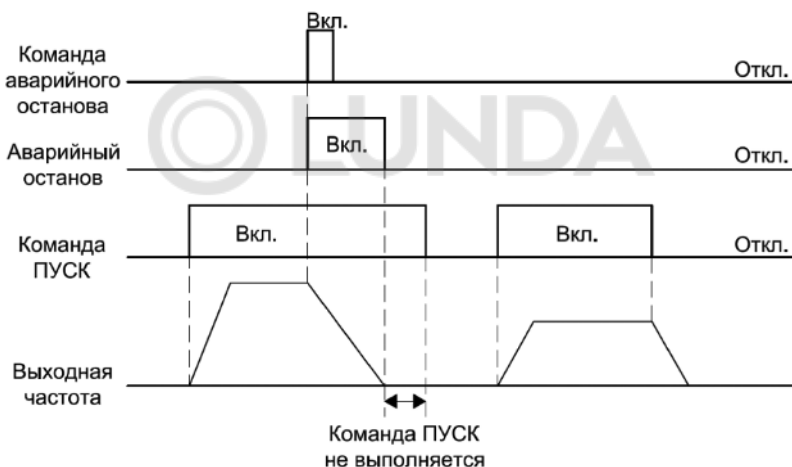 Вкл.
Команда
аварийного
останова
Откл.
LUNDA
Аварийный
останов
Вкл.
Откл.
Команда
ПУСК
Вкл.
Вкл.
Откл.
Выходная
частота
Команда ПУСК
не выполняется